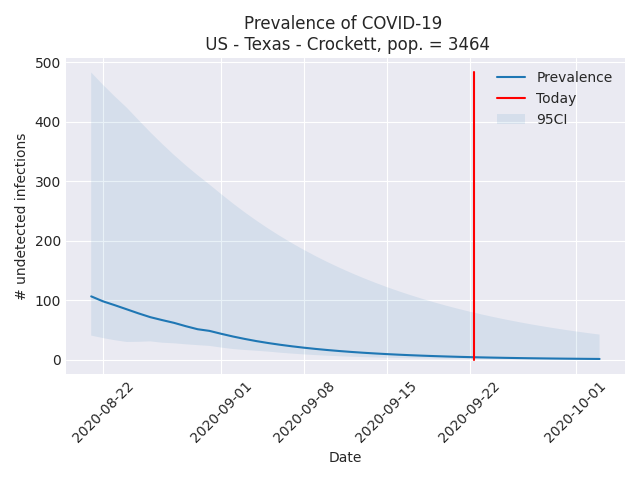 Prevalence of COVID-19
US - Texas - Crockett, pop. = 3464
500
400
300
200
100
0
# undetected infections
Prevalence
Today
95CI
2020-08-22
2020-09-01
2020-09-08
2020-09-15
2020-09-22
2020-10-01
Date